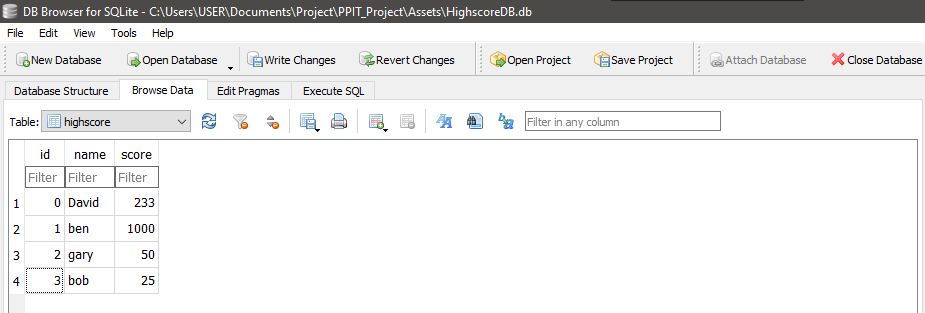 DB Browser for SQLite - C:\Users\USER\Documents\Project\PPIT_Project\Assets\HighscoreDB.db
File Edit View Tools Help
New Database Open Database Write Changes Revert Changes Open Project Save Project Attach Database Close Database
Database Structure Browse Data Edit Pragmas Execute SQL
Table: highscore Filter in any column
id name score
Filter Filter Filter
1 0 David 233
2 1 ben 1000
3 2 gary 50
4 3 bob 25